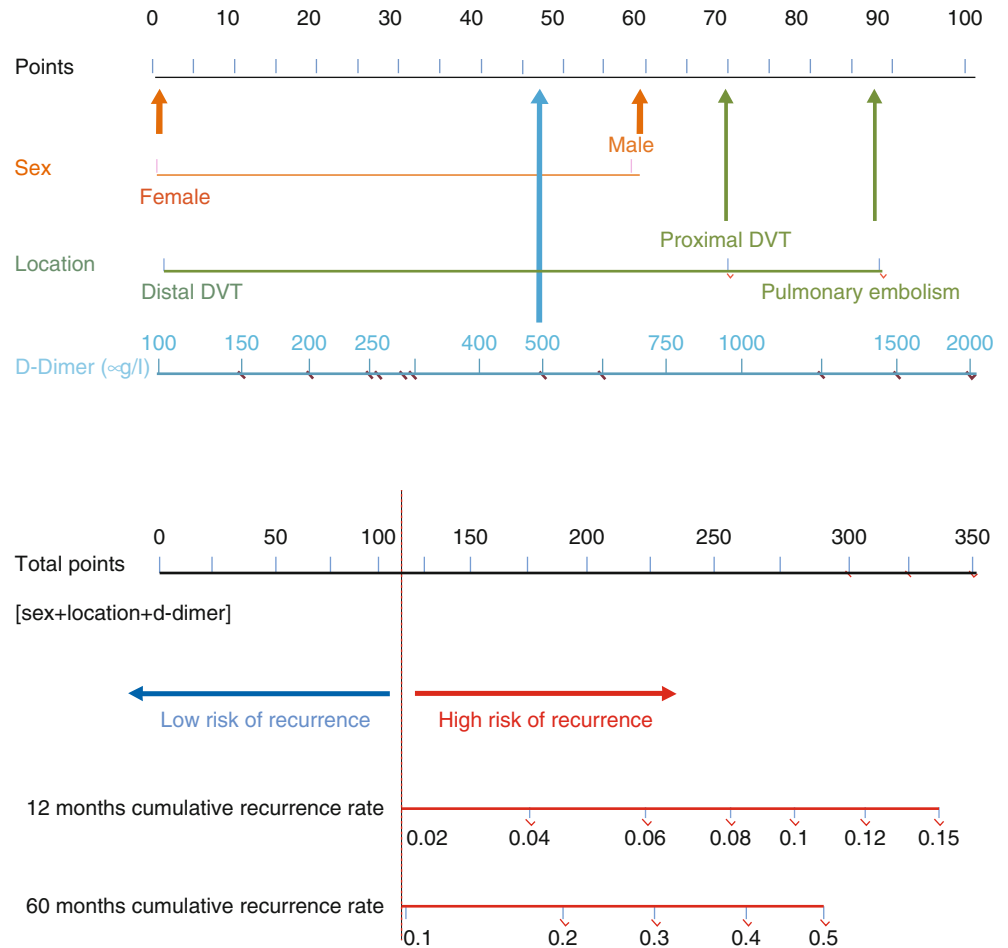 0 10 20 30 40 50 60 70 80 90 100
Points
Male
Sex
Female
Proximal DVT
Location
Distal DVT Pulmonary embolism
100 150 200 250 400 500 750 1000 1500 2000
D-Dimer (∝g/l)
0 50 100 150 200 250 300 350
Total points
[sex+location+d-dimer]
Low risk of recurrence High risk of recurrence
12 months cumulative recurrence rate
0.02 0.04 0.06 0.08 0.1 0.12 0.15
60 months cumulative recurrence rate
0.1 0.2 0.3 0.4 0.5